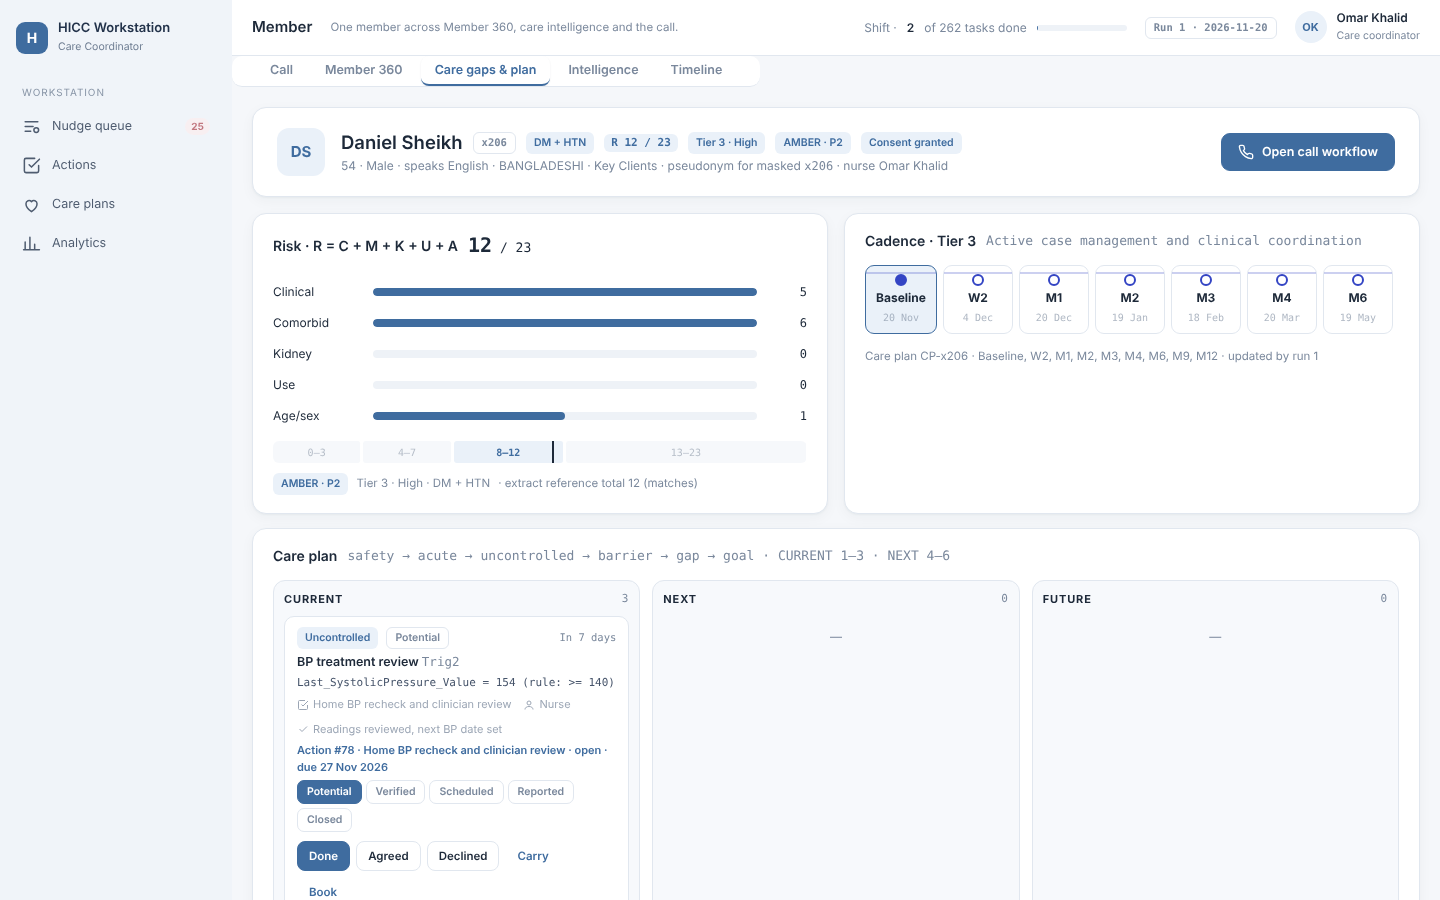 H
HICC Workstation
Care Coordinator
WORKSTATION
Nudge queue 25
Actions
Care plans
Analytics
Member One member across Member 360, care intelligence and the call.
Shift · 2 of 262 tasks done
Run 1 · 2026-11-20
OK
Omar Khalid
Care coordinator
Call Member 360 Care gaps & plan Intelligence Timeline
DS
Daniel Sheikh x206 DM + HTN R 12 / 23 Tier 3 · High AMBER · P2 Consent granted
54 · Male · speaks English · BANGLADESHI · Key Clients · pseudonym for masked x206 · nurse Omar Khalid
Open call workflow
Risk · R = C + M + K + U + A 12 / 23
Clinical 5
Comorbid 6
Kidney 0
Use 0
Age/sex 1
0–3 4–7 8–12 13–23
AMBER · P2 Tier 3 · High · DM + HTN · extract reference total 12 (matches)
Cadence · Tier 3 Active case management and clinical coordination
Baseline W2 M1 M2 M3 M4 M6
20 Nov 4 Dec 20 Dec 19 Jan 18 Feb 20 Mar 19 May
Care plan CP-x206 · Baseline, W2, M1, M2, M3, M4, M6, M9, M12 · updated by run 1
Care plan safety → acute → uncontrolled → barrier → gap → goal · CURRENT 1–3 · NEXT 4–6
CURRENT 3
Uncontrolled Potential In 7 days
BP treatment review Trig2
Last_SystolicPressure_Value = 154 (rule: >= 140)
Home BP recheck and clinician review Nurse
Readings reviewed, next BP date set
Action #78 · Home BP recheck and clinician review · open ·
due 27 Nov 2026
Potential Verified Scheduled Reported
Closed
Done Agreed Declined Carry
Book
NEXT 0
—
FUTURE 0
—